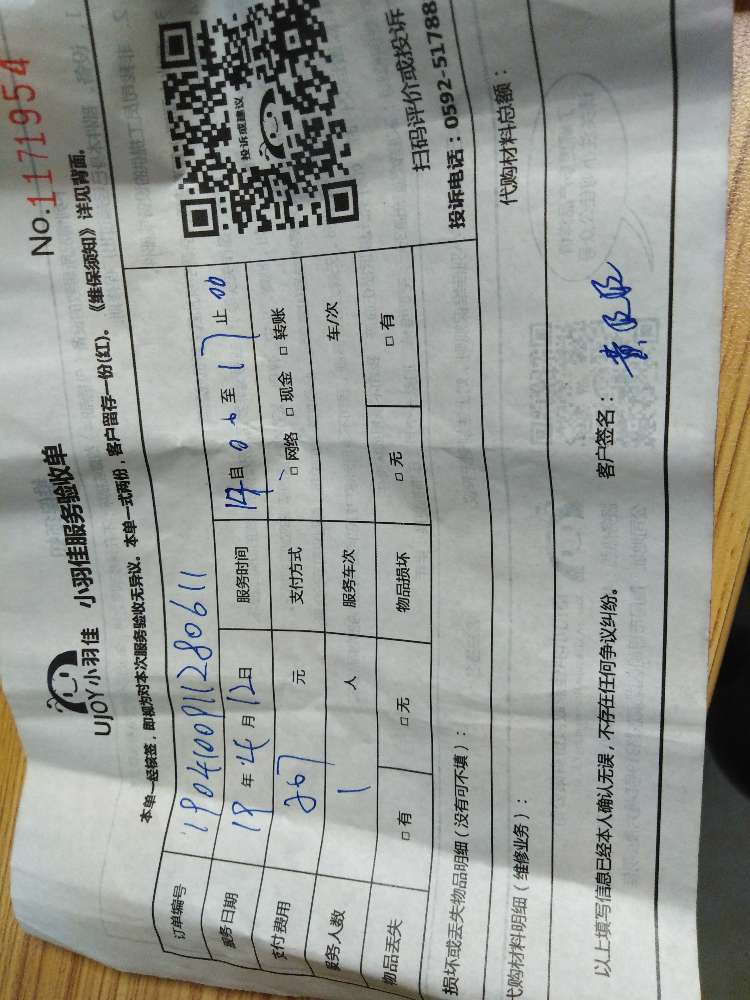 No.1171954
UJOY小羽佳 小羽佳服务验收单
本单一经核签，即视为对本次服务验收无异议。本单一式两份，客户留存一份(红)。《维保须知》详见背面。
订单编号 19041009112280611
服务日期 19年4月12日 服务时间 14自00至17止00
支付费用 元 支付方式 □网络 □现金 □转账
服务人数 1人 服务车次 车/次
物品丢失 □有 □无 物品损坏 □无 □有
投诉或建议
扫码评价或投诉
投诉电话：0592-51788
损坏或丢失物品明细（没有可不填）：
代购材料明细（维修业务）： 代购材料总额：
以上填写信息已经本人确认无误，不存在任何争议纠纷。 客户签名：